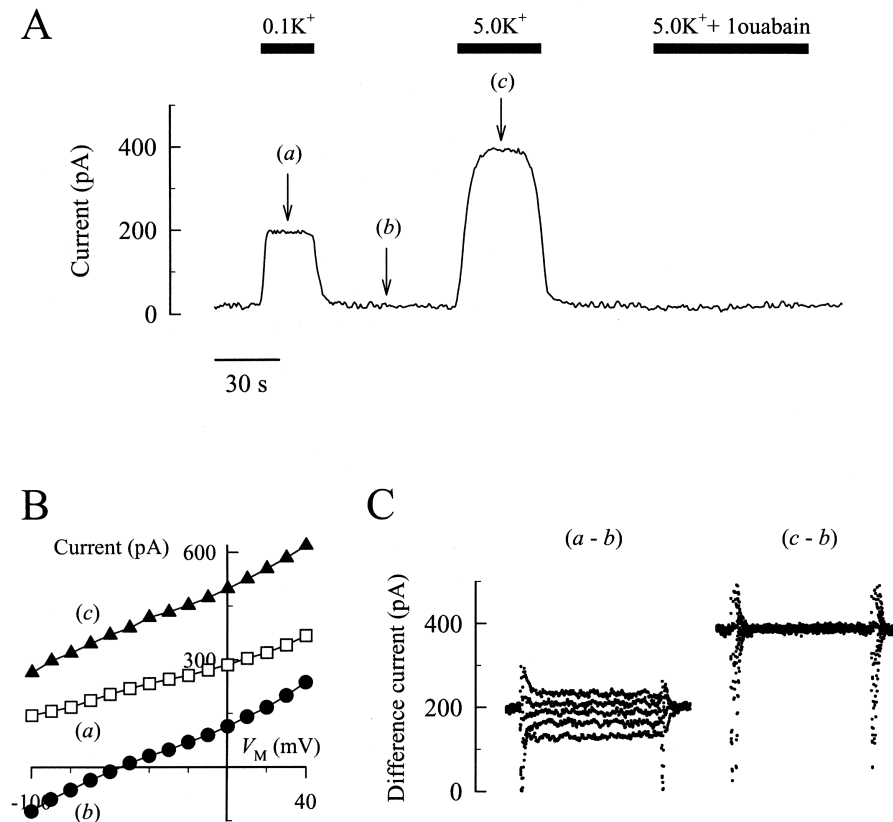 A
0.1K⁺ 5.0K⁺ 5.0K⁺ + 1ouabain
(c)
400
(a)
Current (pA)
200
(b)
0
30 s
B
Current (pA)
600
(c)
300
(a)
V_M (mV)
-100
40
(b)
C
(a - b) (c - b)
Difference current (pA)
400
200
0